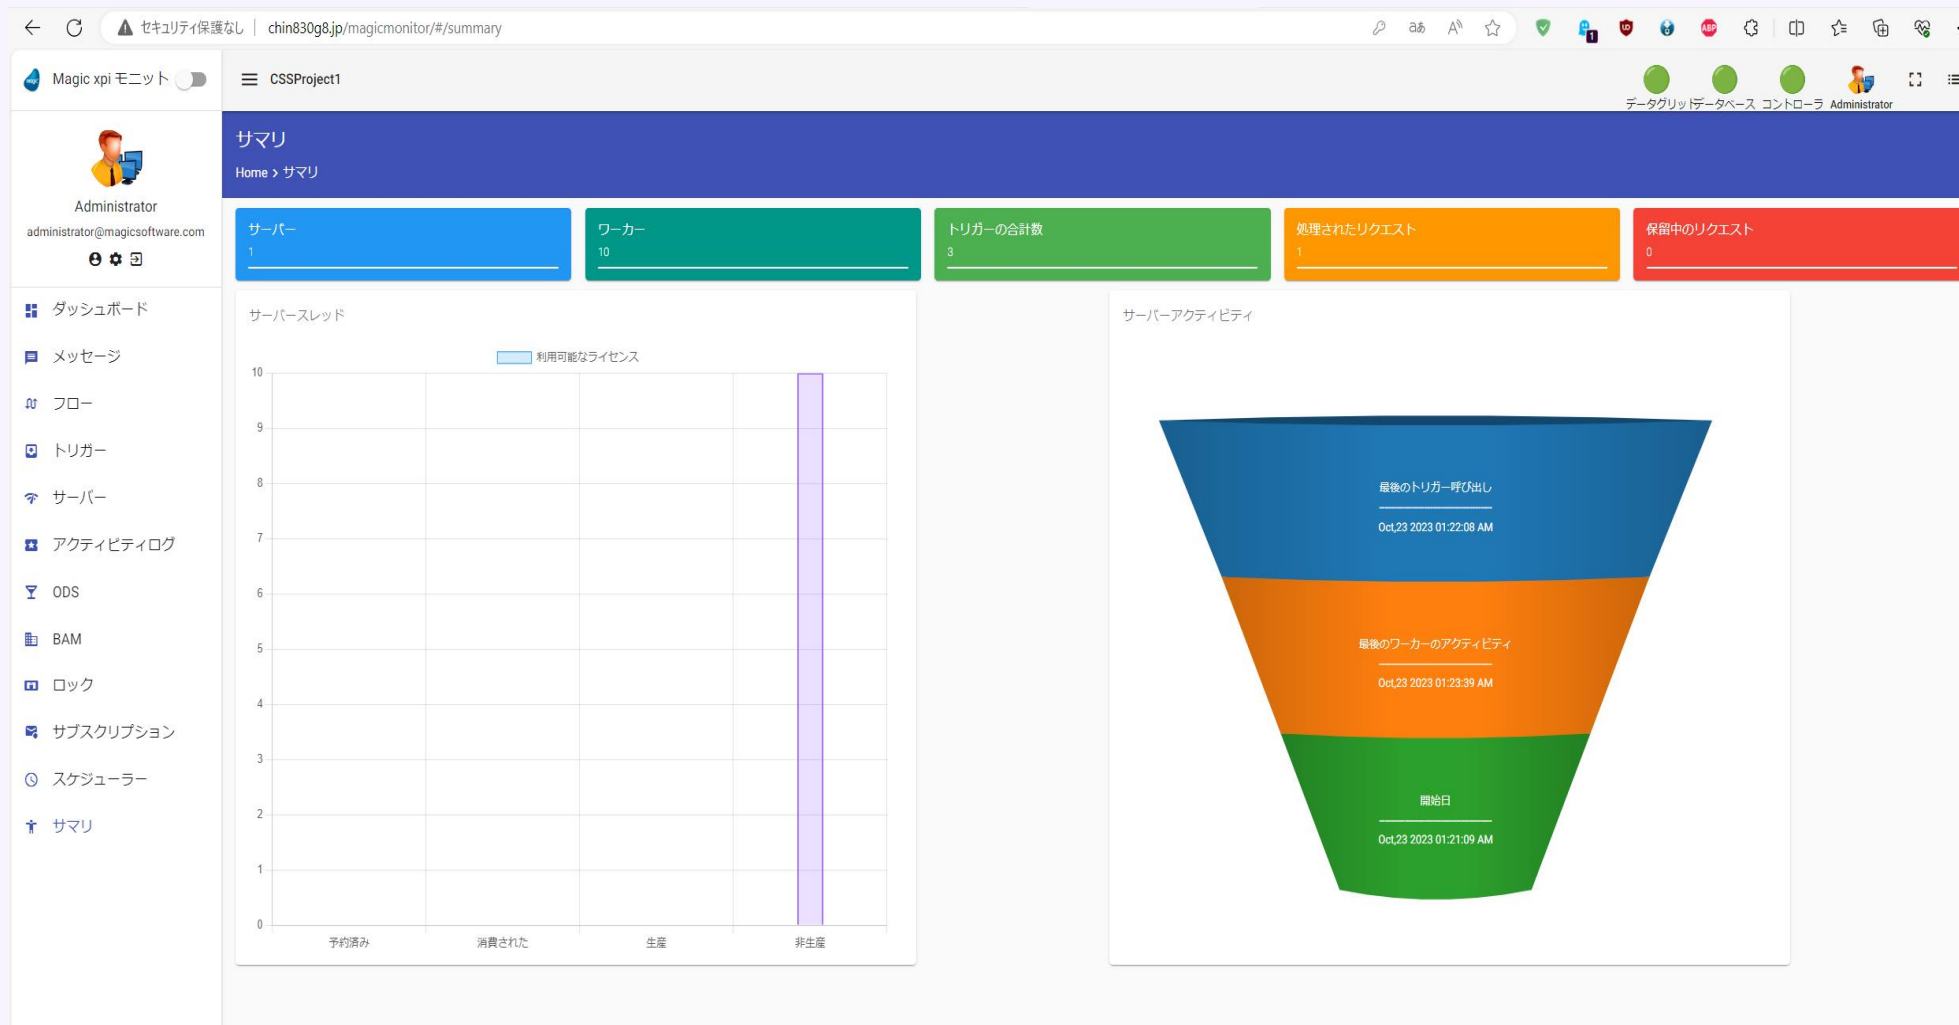 セキュリティ保護なし chin830g8.jp/magicmonitor/#/summary
Magic xpi モニット
CSSProject1
データグリッド データベース コントローラ Administrator
Administrator
administrator@magicsoftware.com
サマリ
Home > サマリ
サーバー
1
ワーカー
10
トリガーの合計数
3
処理されたリクエスト
1
保留中のリクエスト
0
ダッシュボード
メッセージ
フロー
トリガー
サーバー
アクティビティログ
ODS
BAM
ロック
サブスクリプション
スケジューラー
サマリ
サーバースレッド
利用可能なライセンス
10
9
8
7
6
5
4
3
2
1
0
予約済み 消費された 生産 非生産
サーバーアクティビティ
最後のトリガー呼び出し
Oct,23 2023 01:22:08 AM
最後のワーカーのアクティビティ
Oct,23 2023 01:23:39 AM
開始日
Oct,23 2023 01:21:09 AM